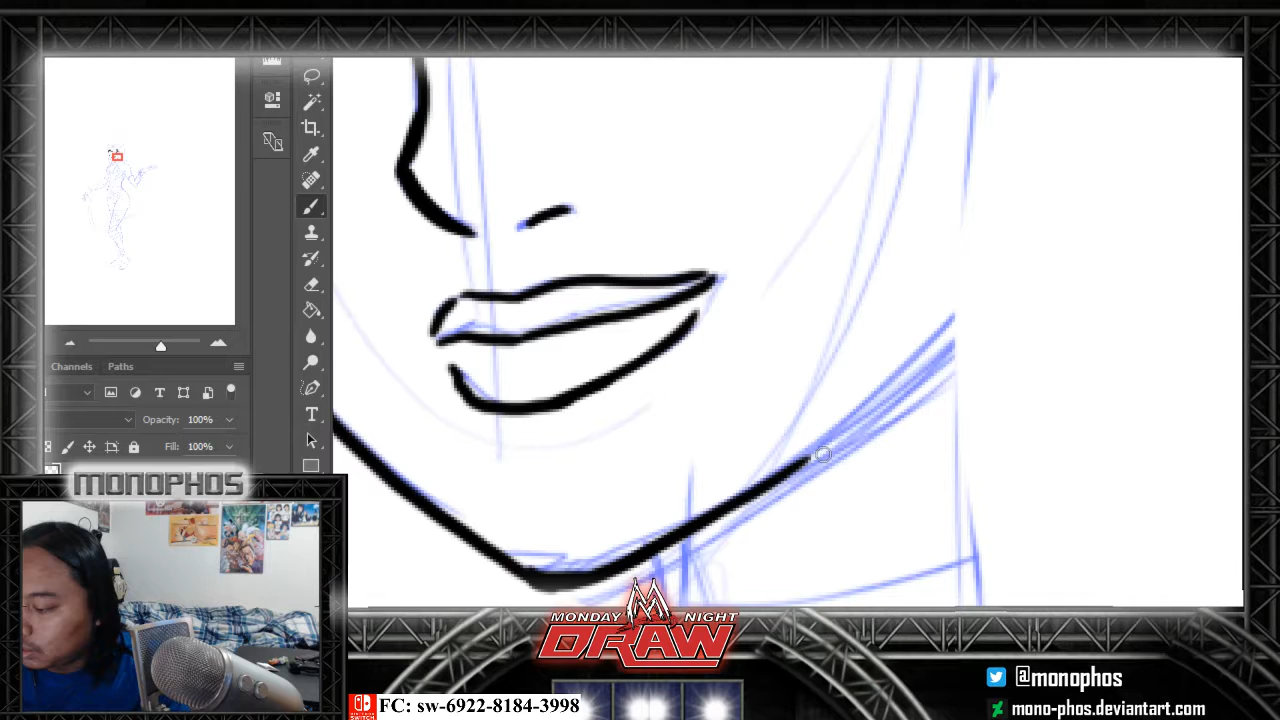 Channels Paths
Opacity: 100%
Fill: 100%
MONOPHOS
MONDAY NIGHT
DRAW
FC: sw-6922-8184-3998
@monophos
mono-phos.deviantart.com